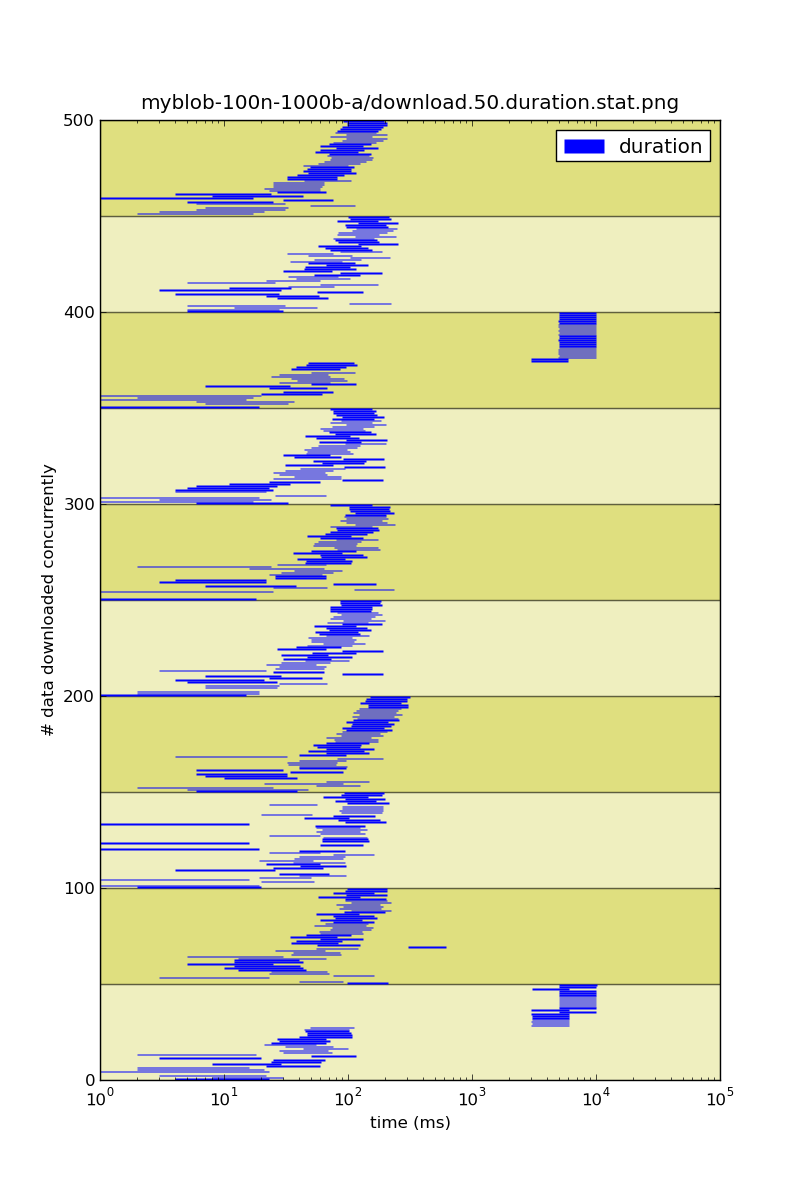 myblob-100n-1000b-a/download.50.duration.stat.png
duration
500
400
300
200
100
0
# data downloaded concurrently
10^0 10^1 10^2 10^3 10^4 10^5
time (ms)